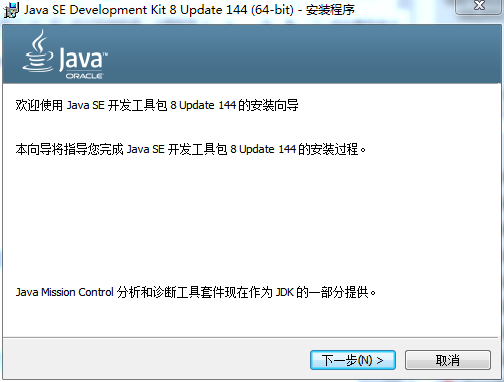 Java SE Development Kit 8 Update 144 (64-bit) - 安装程序
Java
ORACLE
欢迎使用 Java SE 开发工具包 8 Update 144 的安装向导
本向导将指导您完成 Java SE 开发工具包 8 Update 144 的安装过程。
Java Mission Control 分析和诊断工具套件现在作为 JDK 的一部分提供。
下一步(N) >
取消